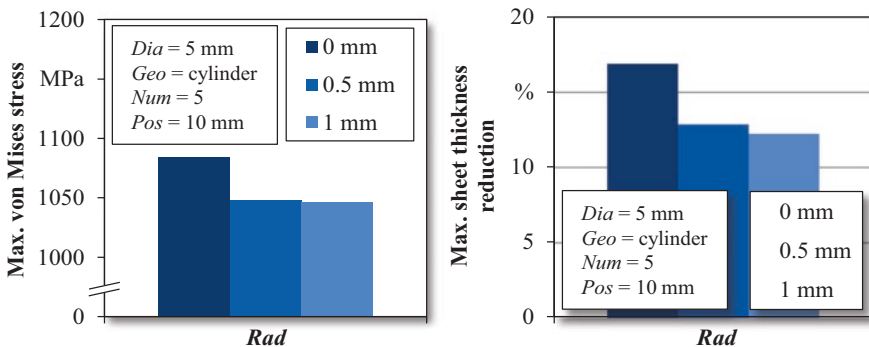 Max. von Mises stress
1200
MPa
1100
1050
1000
0
Dia = 5 mm
Geo = cylinder
Num = 5
Pos = 10 mm
0 mm
0.5 mm
1 mm
Rad
Max. sheet thickness
reduction
20
%
10
5
0
Dia = 5 mm
Geo = cylinder
Num = 5
Pos = 10 mm
0 mm
0.5 mm
1 mm
Rad